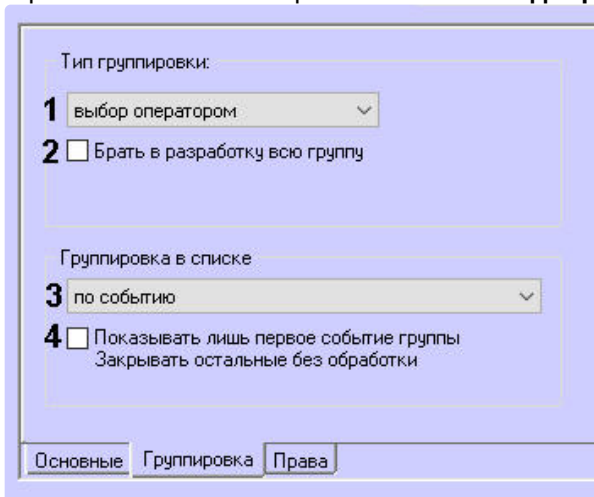 Тип группировки:
1 выбор оператором
2 Брать в разработку всю группу
Группировка в списке
3 по событию
4 Показывать лишь первое событие группы
Закрывать остальные без обработки
Основные Группировка Права